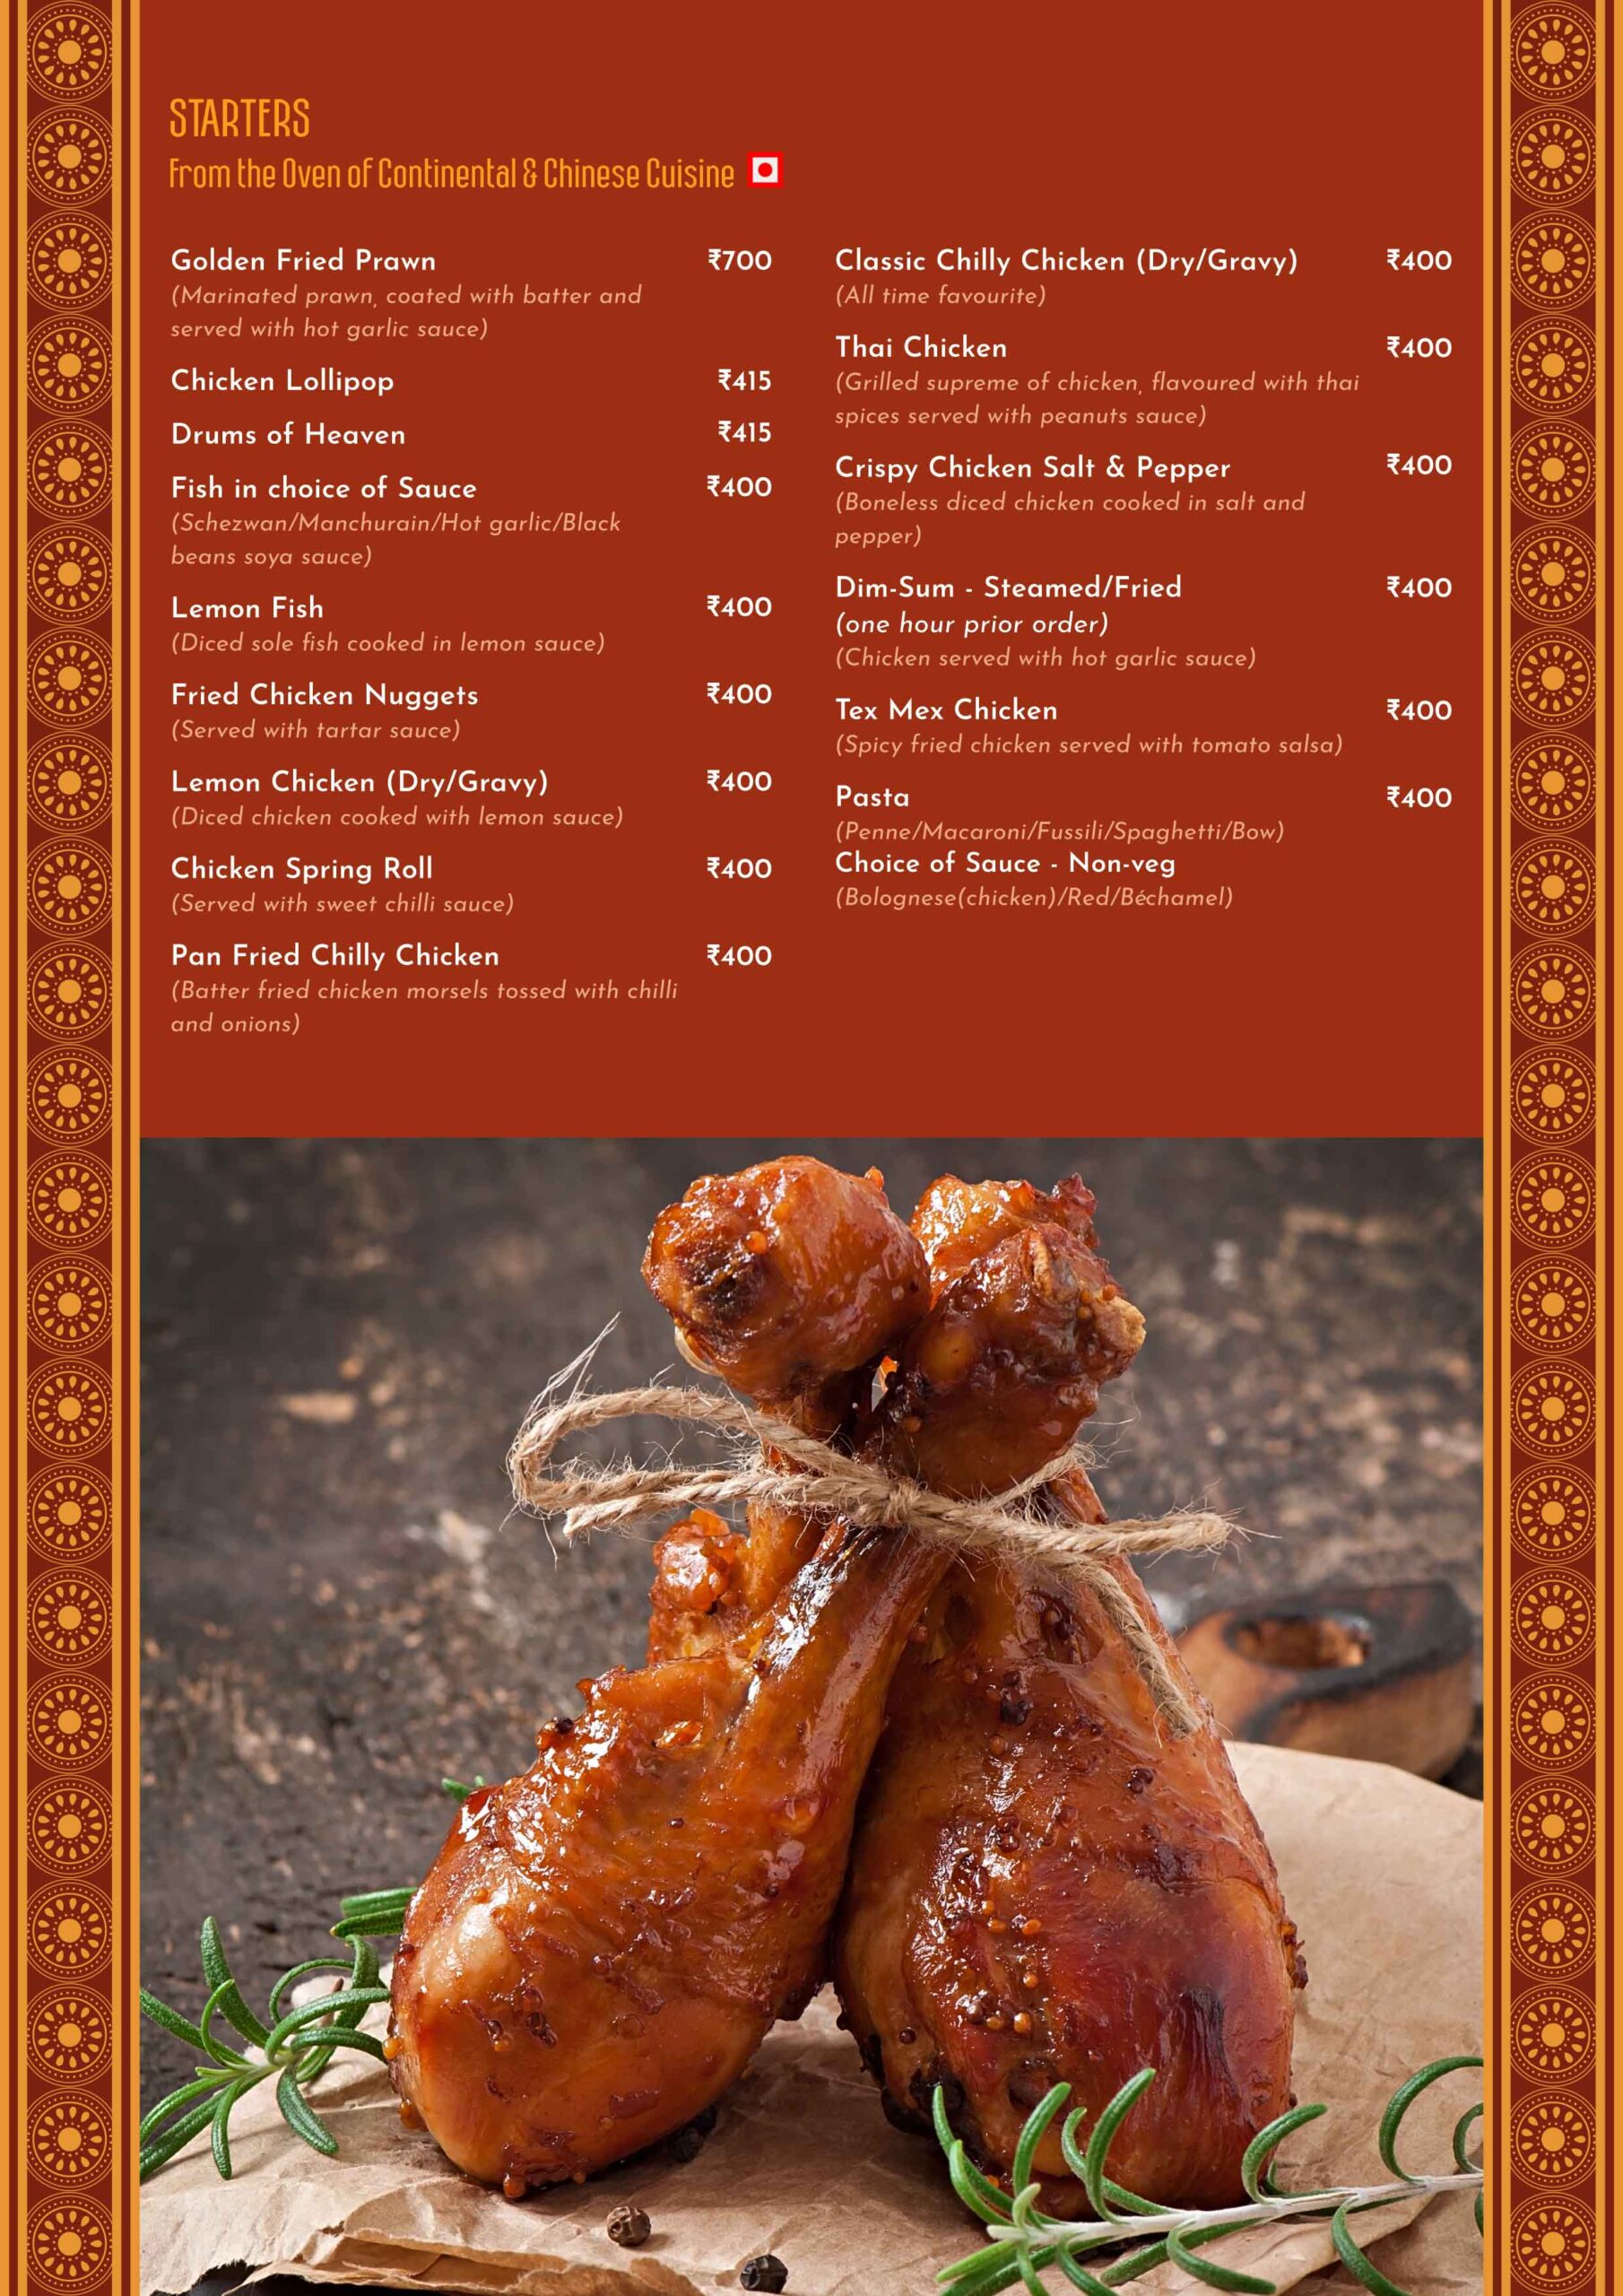 STARTERS
From the Oven of Continental & Chinese Cuisine
Golden Fried Prawn ₹700
(Marinated prawn, coated with batter and
served with hot garlic sauce)
Chicken Lollipop ₹415
Drums of Heaven ₹415
Fish in choice of Sauce ₹400
(Schezwan/Manchurain/Hot garlic/Black
beans soya sauce)
Lemon Fish ₹400
(Diced sole fish cooked in lemon sauce)
Fried Chicken Nuggets ₹400
(Served with tartar sauce)
Lemon Chicken (Dry/Gravy) ₹400
(Diced chicken cooked with lemon sauce)
Chicken Spring Roll ₹400
(Served with sweet chilli sauce)
Pan Fried Chilly Chicken ₹400
(Batter fried chicken morsels tossed with chilli
and onions)
Classic Chilly Chicken (Dry/Gravy) ₹400
(All time favourite)
Thai Chicken ₹400
(Grilled supreme of chicken, flavoured with thai
spices served with peanuts sauce)
Crispy Chicken Salt & Pepper ₹400
(Boneless diced chicken cooked in salt and
pepper)
Dim-Sum - Steamed/Fried ₹400
(one hour prior order)
(Chicken served with hot garlic sauce)
Tex Mex Chicken ₹400
(Spicy fried chicken served with tomato salsa)
Pasta ₹400
(Penne/Macaroni/Fussili/Spaghetti/Bow)
Choice of Sauce - Non-veg
(Bolognese(chicken)/Red/Béchamel)